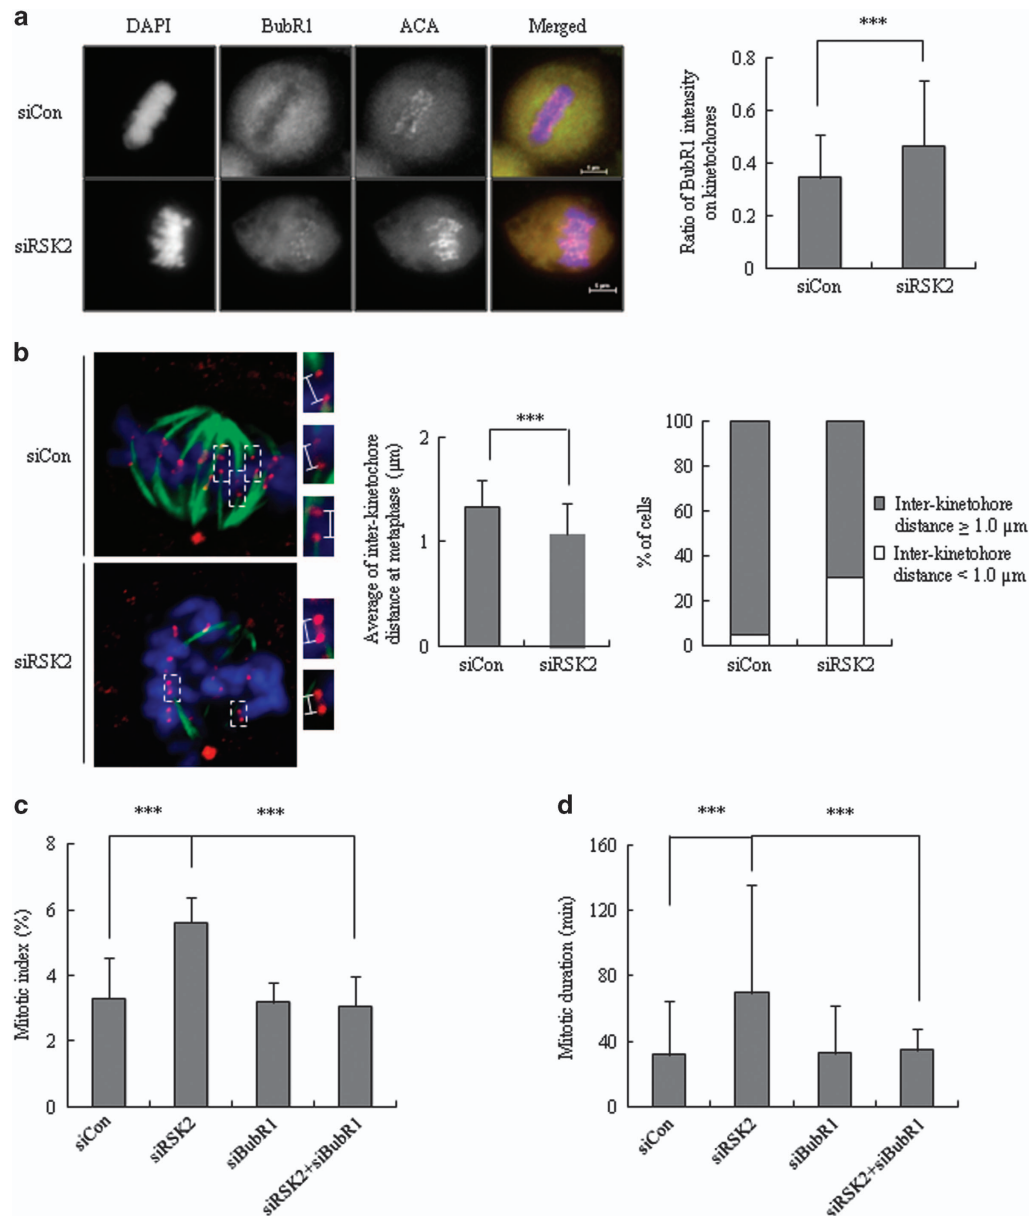 a
DAPI BubR1 ACA Merged
siCon
siRSK2
5 μm
5 μm
***
Ratio of BubR1 intensity
on kinetochores
0.8
0.6
0.4
0.2
0
siCon siRSK2
b
siCon
siRSK2
***
Average of inter-kinetochore
distance at metaphase (μm)
2
1
0
siCon siRSK2
% of cells
100
80
60
40
20
0
siCon siRSK2
Inter-kinetohore
distance ≥ 1.0 μm
Inter-kinetohore
distance < 1.0 μm
c
*** ***
Mitotic index (%)
8
6
4
2
0
siCon
siRSK2
siBubR1
siRSK2+siBubR1
d
*** ***
Mitotic duration (min)
160
120
80
40
0
siCon
siRSK2
siBubR1
siRSK2+siBubR1